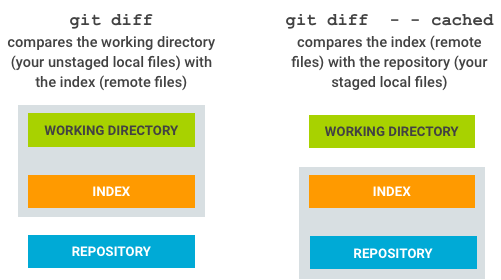 git diff
compares the working directory
(your unstaged local files) with
the index (remote files)
WORKING DIRECTORY
INDEX
REPOSITORY
git diff - - cached
compares the index (remote
files) with the repository (your
staged local files)
WORKING DIRECTORY
INDEX
REPOSITORY